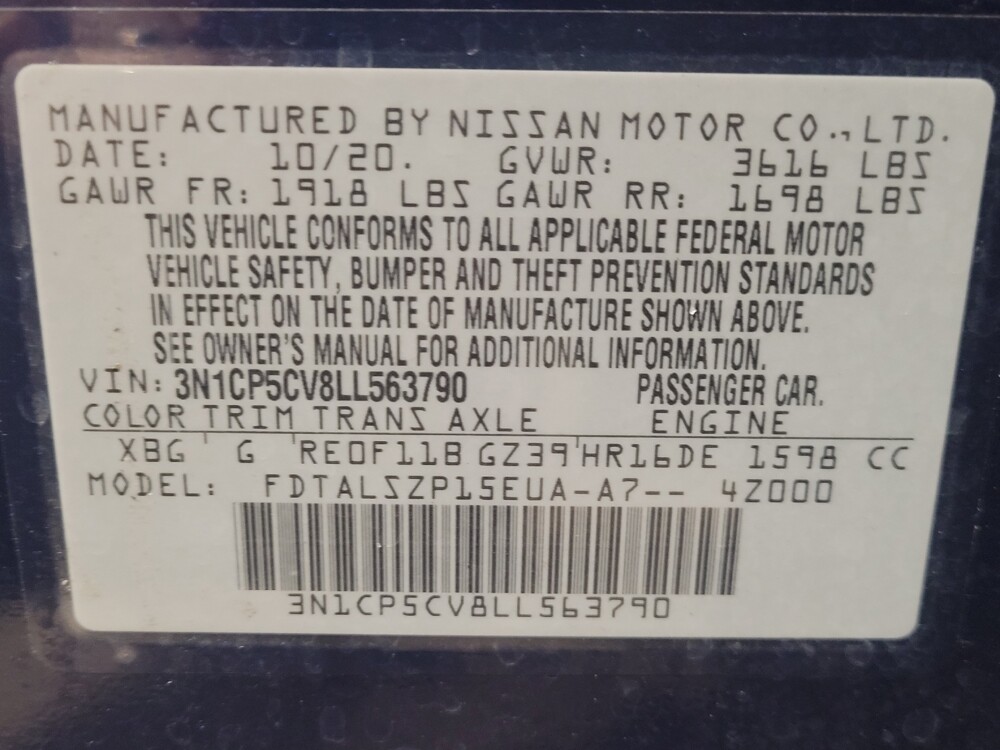 MANUFACTURED BY NISSAN MOTOR CO., LTD.
DATE: 10/20. GVWR: 3616 LBS
GAWR FR: 1918 LBS GAWR RR: 1698 LBS
THIS VEHICLE CONFORMS TO ALL APPLICABLE FEDERAL MOTOR
VEHICLE SAFETY, BUMPER AND THEFT PREVENTION STANDARDS
IN EFFECT ON THE DATE OF MANUFACTURE SHOWN ABOVE.
SEE OWNER'S MANUAL FOR ADDITIONAL INFORMATION.
VIN: 3N1CP5CV8LL563790 PASSENGER CAR.
COLOR TRIM TRANS AXLE ENGINE
XBG G RE0F11B GZ39 HR16DE 1598 CC
MODEL: FDTALSZP15EUA-A7-- 4Z000
3N1CP5CV8LL563790